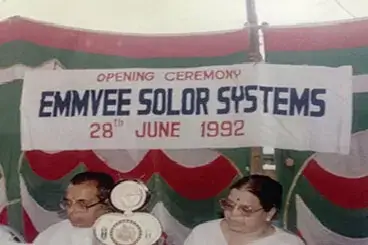 OPENING CEREMONY
EMMVEE SOLOR SYSTEMS
28th JUNE 1992